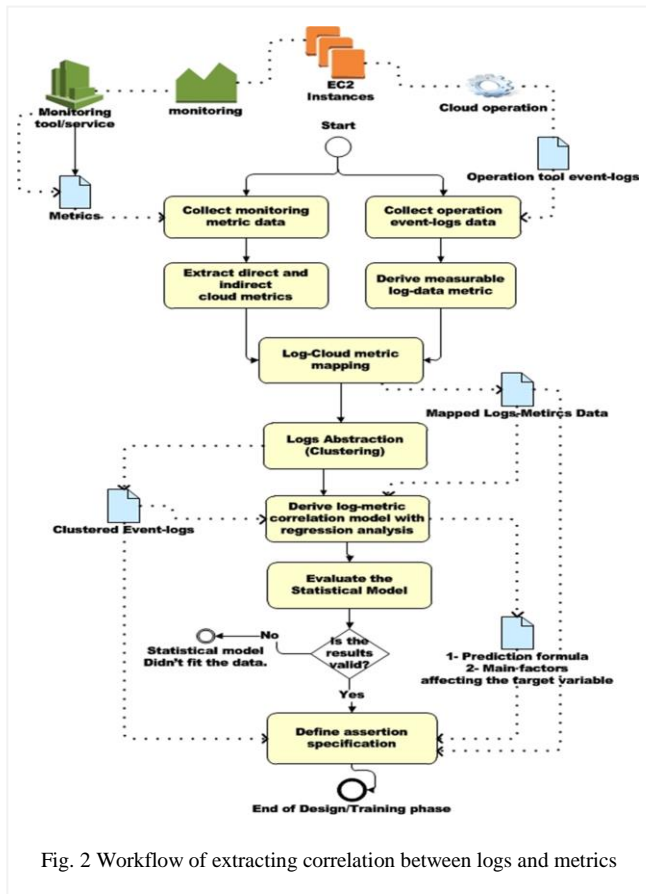 EC2
Instances
Monitoring
tool/service
monitoring
Cloud operation
Start
Operation tool event-logs
Metrics
Collect monitoring
metric data
Collect operation
event-logs data
Extract direct and
indirect
cloud metrics
Derive measurable
log-data metric
Log-Cloud metric
mapping
Mapped Logs-Metircs Data
Logs Abstraction
(Clustering)
Clustered Event-logs
Derive log-metric
correlation model with
regression analysis
Evaluate the
Statistical Model
No
Is the
results
valid?
Statistical model
Didn't fit the data.
1- Prediction formula
2- Main-factors
affecting the target variable
Yes
Define assertion
specification
End of Design/Training phase
Fig. 2 Workflow of extracting correlation between logs and metrics